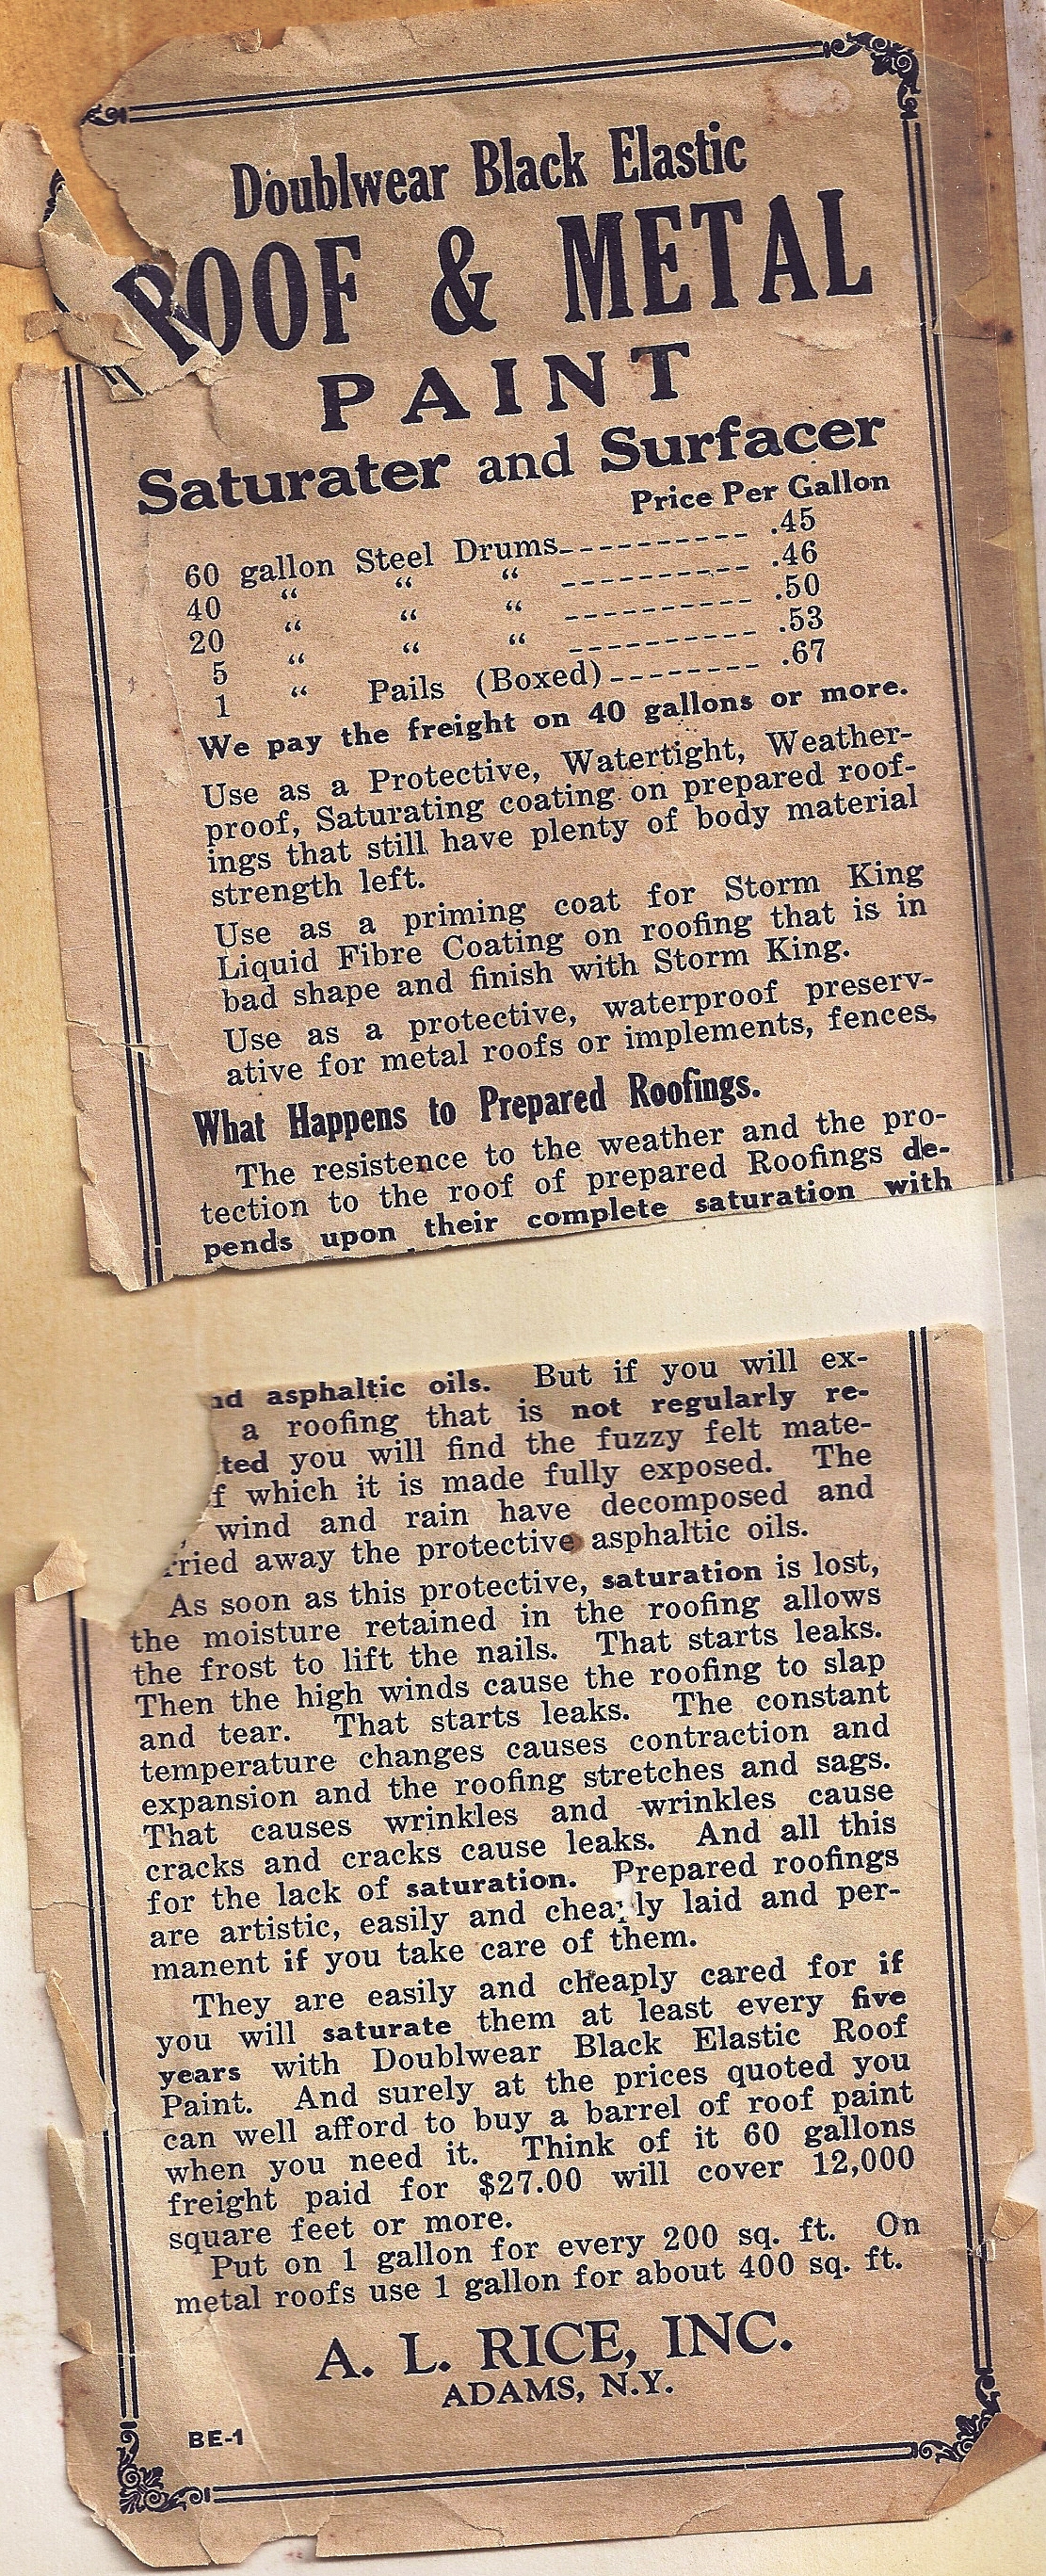 Doublwear Black Elastic
ROOF & METAL
PAINT
Saturater and Surfacer
Price Per Gallon
60 gallon Steel Drums----------- .45
40 “ “ “ ---------- .46
20 “ “ “ ---------- .50
5 “ “ “ ---------- .53
1 “ Pails (Boxed)-------- .67
We pay the freight on 40 gallons or more.
Use as a Protective, Watertight, Weather-
proof, Saturating coating on prepared roof-
ings that still have plenty of body material
strength left.
Use as a priming coat for Storm King
Liquid Fibre Coating on roofing that is in
bad shape and finish with Storm King.
Use as a protective, waterproof preserv-
ative for metal roofs or implements, fences,
What Happens to Prepared Roofings.
The resistence to the weather and the pro-
tection to the roof of prepared Roofings de-
pends upon their complete saturation with
asphaltic oils. But if you will ex-
a roofing that is not regularly re-
ted you will find the fuzzy felt mate-
f which it is made fully exposed. The
wind and rain have decomposed and
rried away the protective asphaltic oils.
As soon as this protective, saturation is lost,
the moisture retained in the roofing allows
the frost to lift the nails. That starts leaks.
Then the high winds cause the roofing to slap
and tear. That starts leaks. The constant
temperature changes causes contraction and
expansion and the roofing stretches and sags.
That causes wrinkles and wrinkles cause
cracks and cracks cause leaks. And all this
for the lack of saturation. Prepared roofings
are artistic, easily and cheaply laid and per-
manent if you take care of them.
They are easily and cheaply cared for if
you will saturate them at least every five
years with Doublwear Black Elastic Roof
Paint. And surely at the prices quoted you
can well afford to buy a barrel of roof paint
when you need it. Think of it 60 gallons
freight paid for $27.00 will cover 12,000
square feet or more.
Put on 1 gallon for every 200 sq. ft. On
metal roofs use 1 gallon for about 400 sq. ft.
A. L. RICE, INC.
ADAMS, N.Y.
BE-1